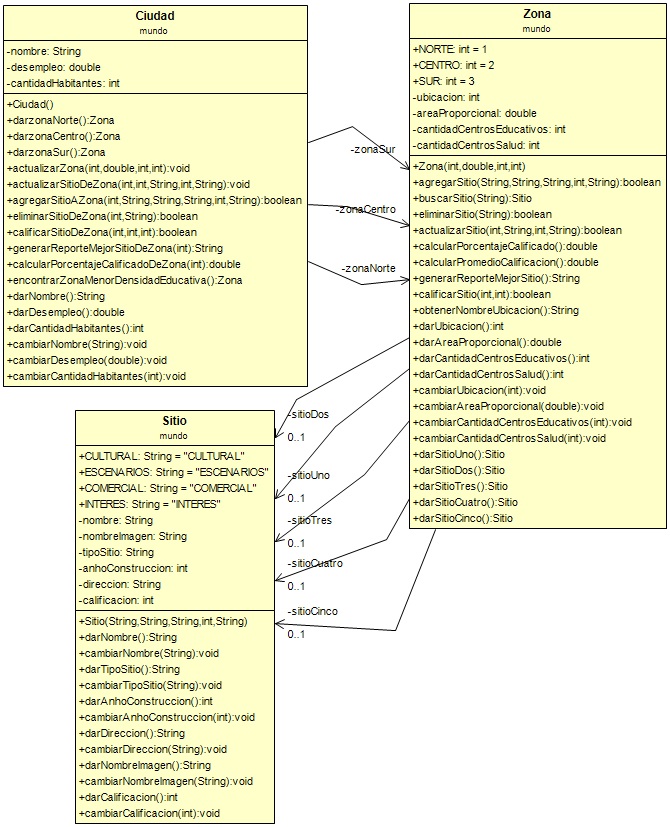 Ciudad
mundo
-nombre: String
-desempleo: double
-cantidadHabitantes: int
+Ciudad()
+darzonaNorte():Zona
+darzonaCentro():Zona
+darzonaSur():Zona
+actualizarZona(int,double,int,int):void
+actualizarSitioDeZona(int,int,String,int,String):void
+agregarSitioAZona(int,String,String,String,int,String):boolean
+eliminarSitioDeZona(int,String):boolean
+calificarSitioDeZona(int,int,int):boolean
+generarReporteMejorSitioDeZona(int):String
+calcularPorcentajeCalificadoDeZona(int):double
+encontrarZonaMenorDensidadEducativa():Zona
+darNombre():String
+darDesempleo():double
+darCantidadHabitantes():int
+cambiarNombre(String):void
+cambiarDesempleo(double):void
+cambiarCantidadHabitantes(int):void
-zonaSur
-zonaCentro
-zonaNorte
Zona
mundo
+NORTE: int = 1
+CENTRO: int = 2
+SUR: int = 3
-ubicacion: int
-areaProporcional: double
-cantidadCentrosEducativos: int
-cantidadCentrosSalud: int
+Zona(int,double,int,int)
+agregarSitio(String,String,String,int,String):boolean
+buscarSitio(String):Sitio
+eliminarSitio(String):boolean
+actualizarSitio(int,String,int,String):boolean
+calcularPorcentajeCalificado():double
+calcularPromedioCalificacion():double
+generarReporteMejorSitio():String
+calificarSitio(int,int):boolean
+obtenerNombreUbicacion():String
+darUbicacion():int
+darAreaProporcional():double
+darCantidadCentrosEducativos():int
+darCantidadCentrosSalud():int
+cambiarUbicacion(int):void
+cambiarAreaProporcional(double):void
+cambiarCantidadCentrosEducativos(int):void
+cambiarCantidadCentrosSalud(int):void
+darSitioUno():Sitio
+darSitioDos():Sitio
+darSitioTres():Sitio
+darSitioCuatro():Sitio
+darSitioCinco():Sitio
-sitioDos
0..1
-sitioUno
0..1
-sitioTres
0..1
-sitioCuatro
0..1
-sitioCinco
0..1
Sitio
mundo
+CULTURAL: String = "CULTURAL"
+ESCENARIOS: String = "ESCENARIOS"
+COMERCIAL: String = "COMERCIAL"
+INTERES: String = "INTERES"
-nombre: String
-nombreImagen: String
-tipoSitio: String
-anhoConstruccion: int
-direccion: String
-calificacion: int
+Sitio(String,String,String,int,String)
+darNombre():String
+cambiarNombre(String):void
+darTipoSitio():String
+cambiarTipoSitio(String):void
+darAnhoConstruccion():int
+cambiarAnhoConstruccion(int):void
+darDireccion():String
+cambiarDireccion(String):void
+darNombreImagen():String
+cambiarNombreImagen(String):void
+darCalificacion():int
+cambiarCalificacion(int):void